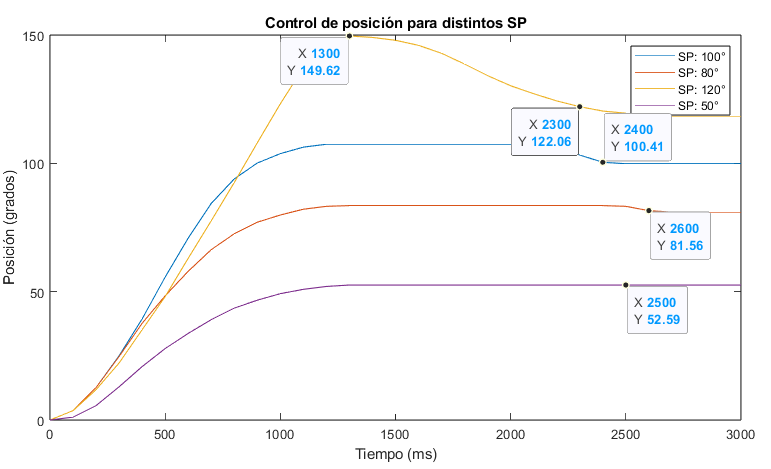 Control de posición para distintos SP
150
100
50
0
Posición (grados)
X 1300
Y 149.62
SP: 100°
SP: 80°
SP: 120°
SP: 50°
X 2300
Y 122.06
X 2400
Y 100.41
X 2600
Y 81.56
X 2500
Y 52.59
0
500
1000
1500
2000
2500
3000
Tiempo (ms)